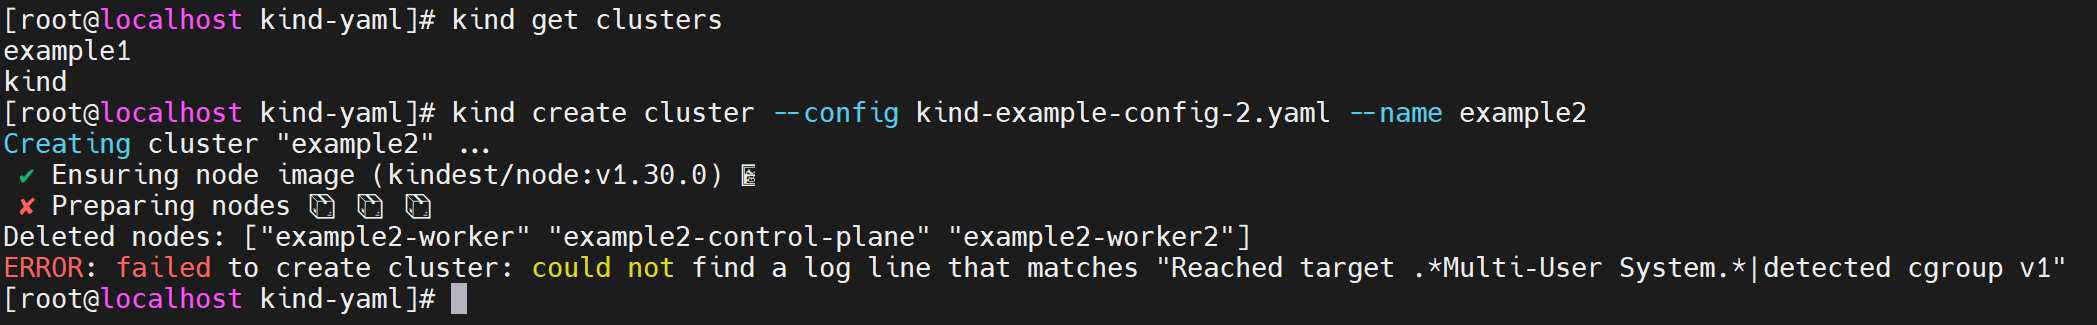 [root@localhost kind-yaml]# kind get clusters
example1
kind
[root@localhost kind-yaml]# kind create cluster --config kind-example-config-2.yaml --name example2
Creating cluster "example2" ...
✔ Ensuring node image (kindest/node:v1.30.0) 🖼
✘ Preparing nodes 📦 📦 📦
Deleted nodes: ["example2-worker" "example2-control-plane" "example2-worker2"]
ERROR: failed to create cluster: could not find a log line that matches "Reached target .*Multi-User System.*|detected cgroup v1"
[root@localhost kind-yaml]#